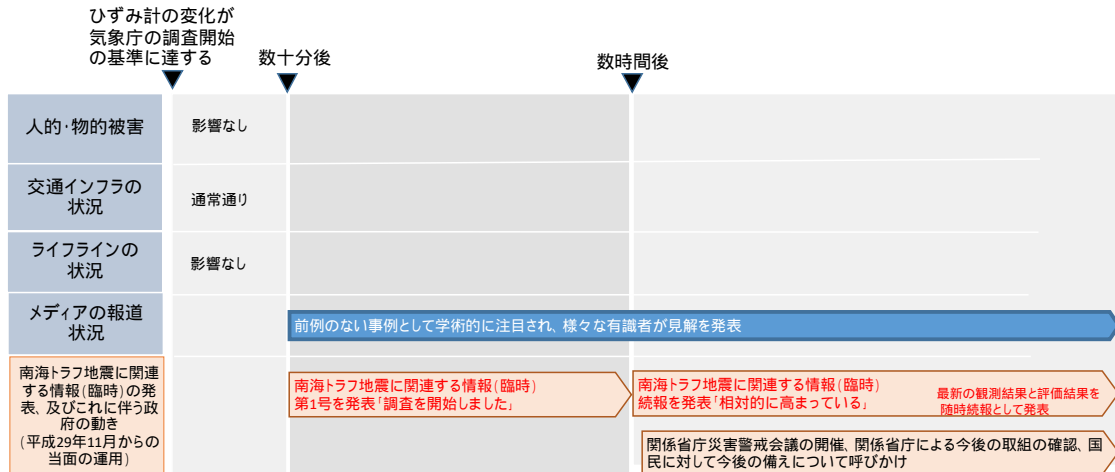 ひずみ計の変化が
気象庁の調査開始
の基準に達する
数十分後
数時間後
人的・物的被害
影響なし
交通インフラの
状況
通常通り
ライフラインの
状況
影響なし
メディアの報道
状況
前例のない事例として学術的に注目され、様々な有識者が見解を発表
南海トラフ地震に関連
する情報(臨時)の発
表、及びこれに伴う政
府の動き
(平成29年11月からの
当面の運用)
南海トラフ地震に関連する情報(臨時)
第1号を発表「調査を開始しました」
南海トラフ地震に関連する情報(臨時)
続報を発表「相対的に高まっている」
最新の観測結果と評価結果を
随時続報として発表
関係省庁災害警戒会議の開催、関係省庁による今後の取組の確認、国
民に対して今後の備えについて呼びかけ